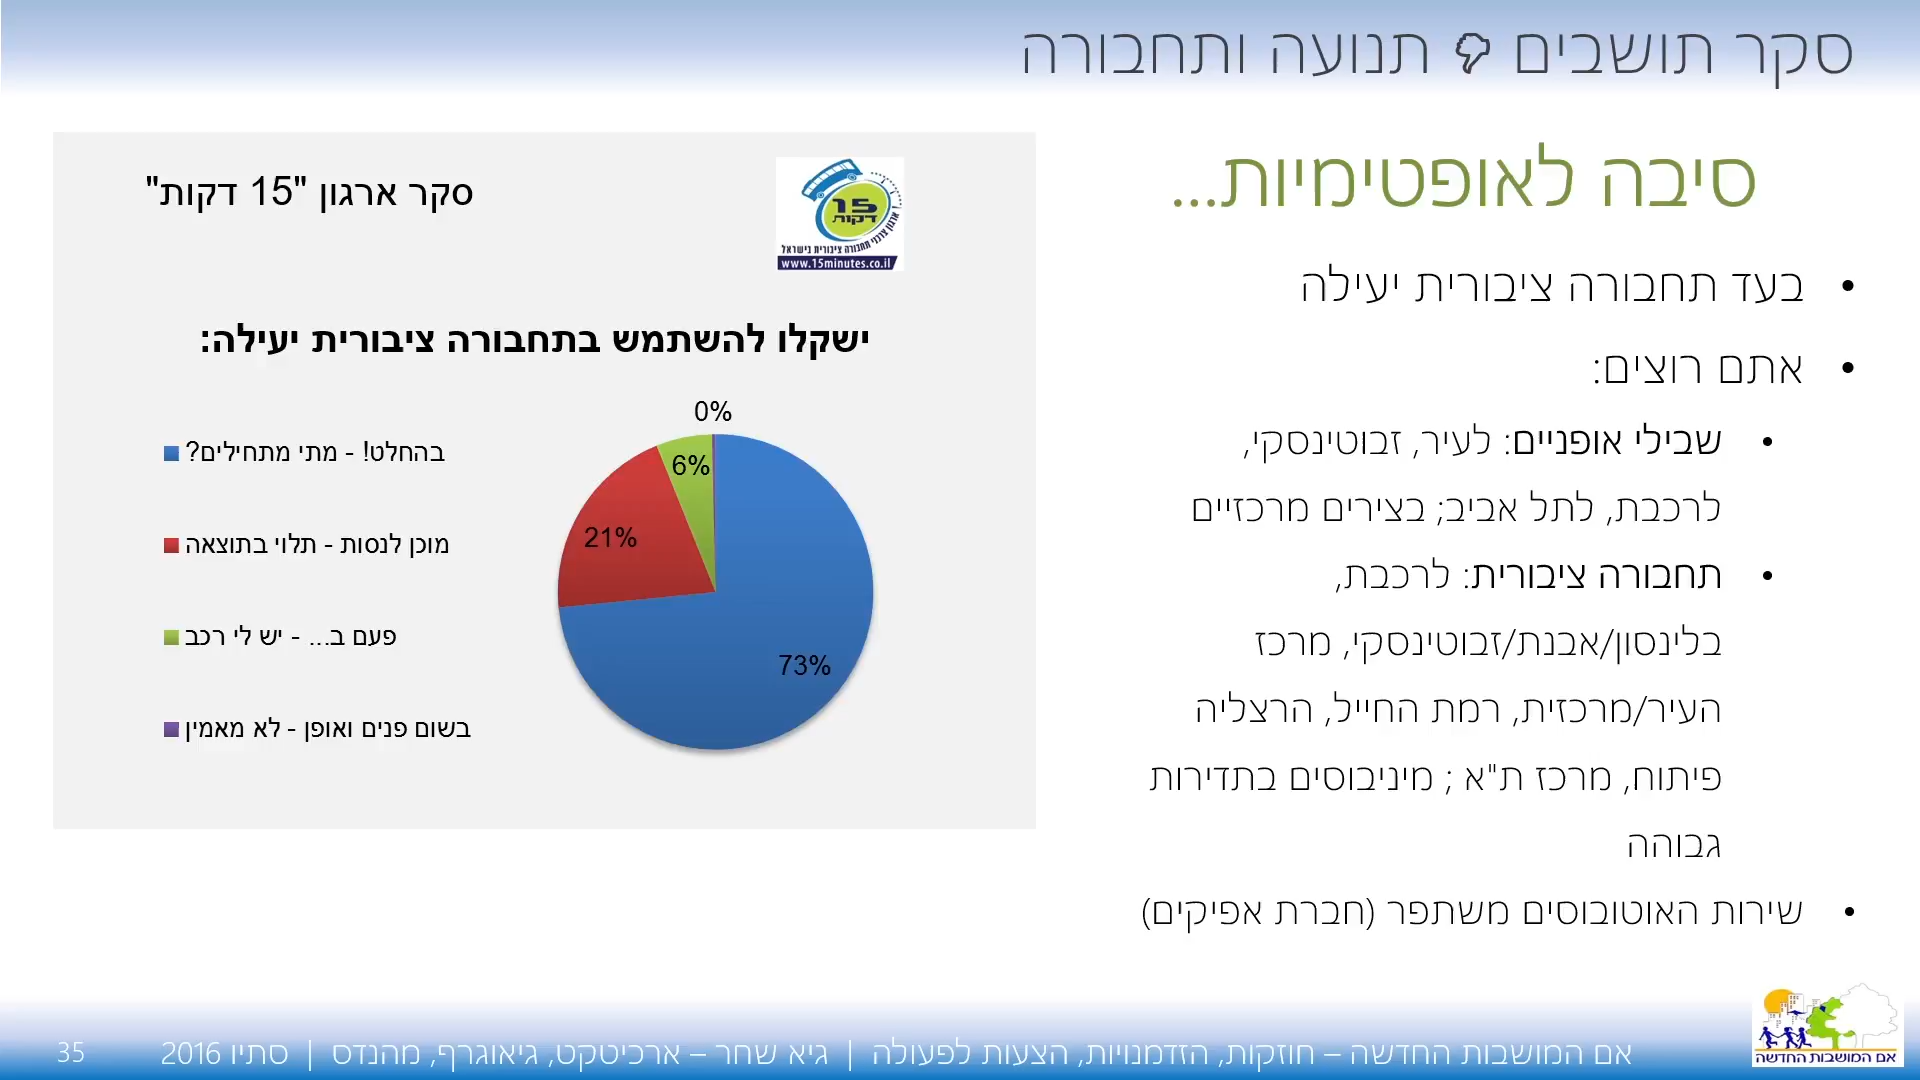 סקר תושבים תנועה ותחבורה
סיבה לאופטימיות...
• בעד תחבורה ציבורית יעילה
• אתם רוצים:
• שבילי אופניים: לעיר, זבוטינסקי,
לרכבת, לתל אביב; בצירים מרכזיים
• תחבורה ציבורית: לרכבת,
בלינסון/אבנת/זבוטינסקי, מרכז
העיר/מרכזית, רמת החייל, הרצליה
פיתוח, מרכז ת"א ; מיניבוסים בתדירות
גבוהה
• שירות האוטובוסים משתפר (חברת אפיקים)
סקר ארגון "15 דקות"
15
דקות
ארגון צרכני תחבורה ציבורית בישראל
www.15minutes.co.il
ישקלו להשתמש בתחבורה ציבורית יעילה:
0%
6%
21%
73%
בהחלט! - מתי מתחילים?
מוכן לנסות - תלוי בתוצאה
פעם ב... - יש לי רכב
בשום פנים ואופן - לא מאמין
אם המושבות החדשה
אם המושבות החדשה – חוזקות, הזדמנויות, הצעות לפעולה | גיא שחר – ארכיטקט, גיאוגרף, מהנדס | סתיו 2016
35